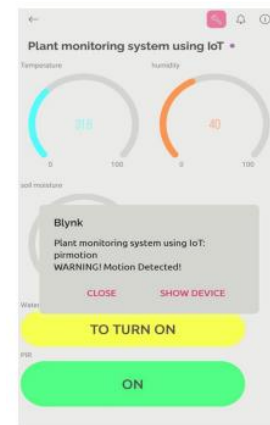 Plant monitoring system using IoT
Temperature
humidity
40
0
100
0
100
soil moisture
Blynk
Plant monitoring system using IoT:
pirmotion
WARNING! Motion Detected!
CLOSE
SHOW DEVICE
Water
TO TURN ON
PIR
ON